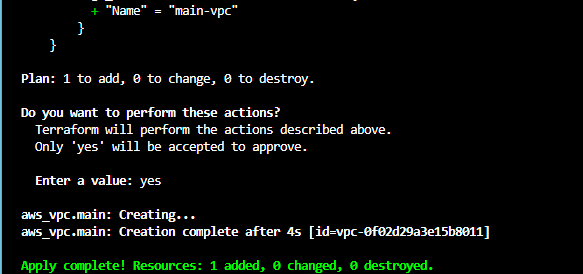 + "Name" = "main-vpc"
}
}
Plan: 1 to add, 0 to change, 0 to destroy.
Do you want to perform these actions?
Terraform will perform the actions described above.
Only 'yes' will be accepted to approve.
Enter a value: yes
aws_vpc.main: Creating...
aws_vpc.main: Creation complete after 4s [id=vpc-0f02d29a3e15b8011]
Apply complete! Resources: 1 added, 0 changed, 0 destroyed.